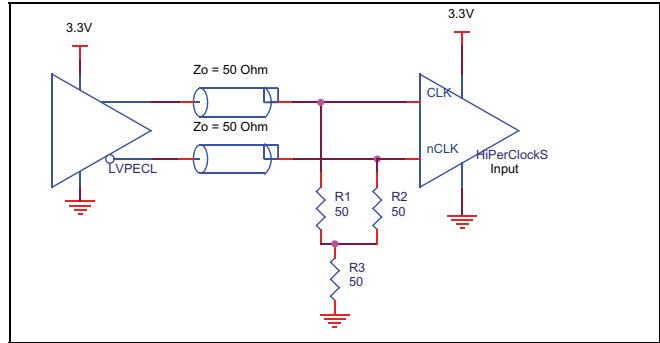 3.3V
3.3V
Zo = 50 Ohm
CLK
Zo = 50 Ohm
nCLK
HiPerClockS
LVPECL
Input
R1
50
R2
50
R3
50